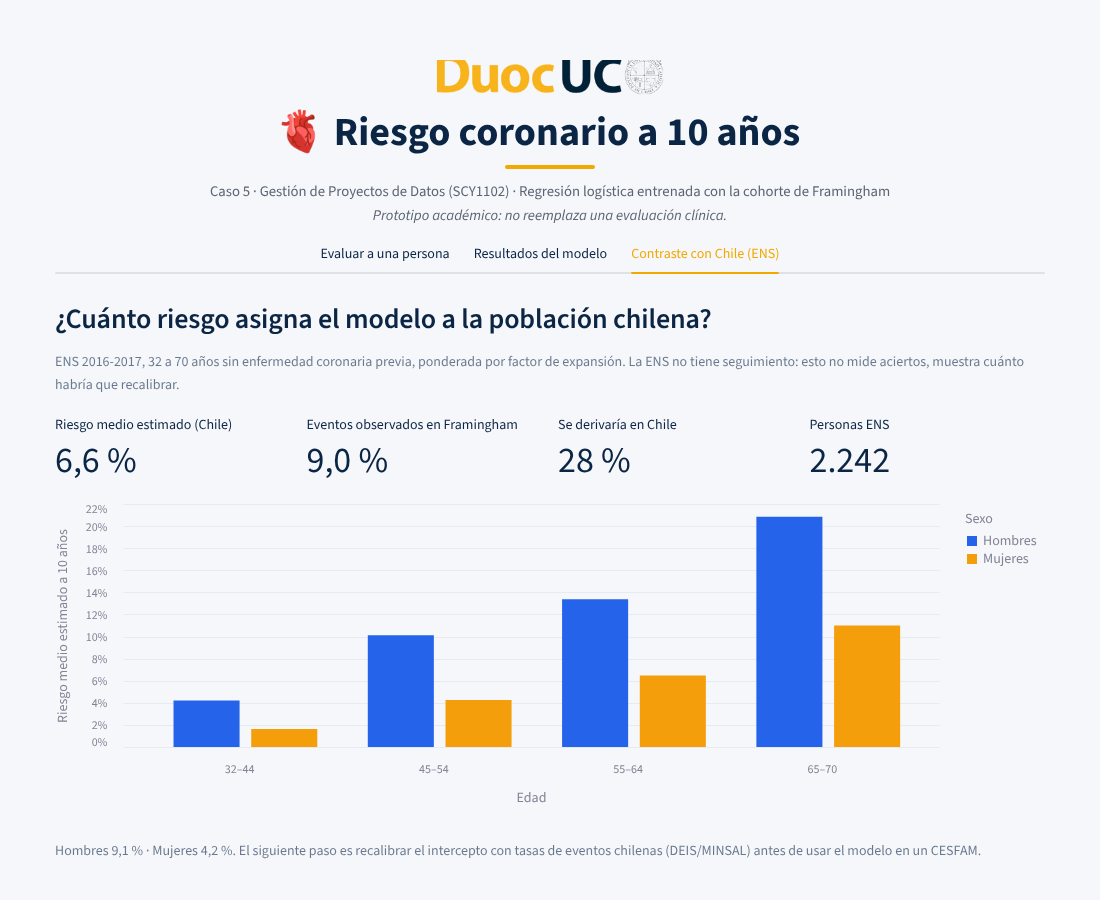 Duoc UC
Riesgo coronario a 10 años
Caso 5 · Gestión de Proyectos de Datos (SCY1102) · Regresión logística entrenada con la cohorte de Framingham
Prototipo académico: no reemplaza una evaluación clínica.
Evaluar a una persona Resultados del modelo Contraste con Chile (ENS)
¿Cuánto riesgo asigna el modelo a la población chilena?
ENS 2016-2017, 32 a 70 años sin enfermedad coronaria previa, ponderada por factor de expansión. La ENS no tiene seguimiento: esto no mide aciertos, muestra cuánto
habría que recalibrar.
Riesgo medio estimado (Chile) Eventos observados en Framingham Se derivaría en Chile Personas ENS
6,6 % 9,0 % 28 % 2.242
Riesgo medio estimado a 10 años
22%
20%
18%
16%
14%
12%
10%
8%
6%
4%
2%
0%
32–44 45–54 55–64 65–70
Edad
Sexo
Hombres
Mujeres
Hombres 9,1 % · Mujeres 4,2 %. El siguiente paso es recalibrar el intercepto con tasas de eventos chilenas (DEIS/MINSAL) antes de usar el modelo en un CESFAM.